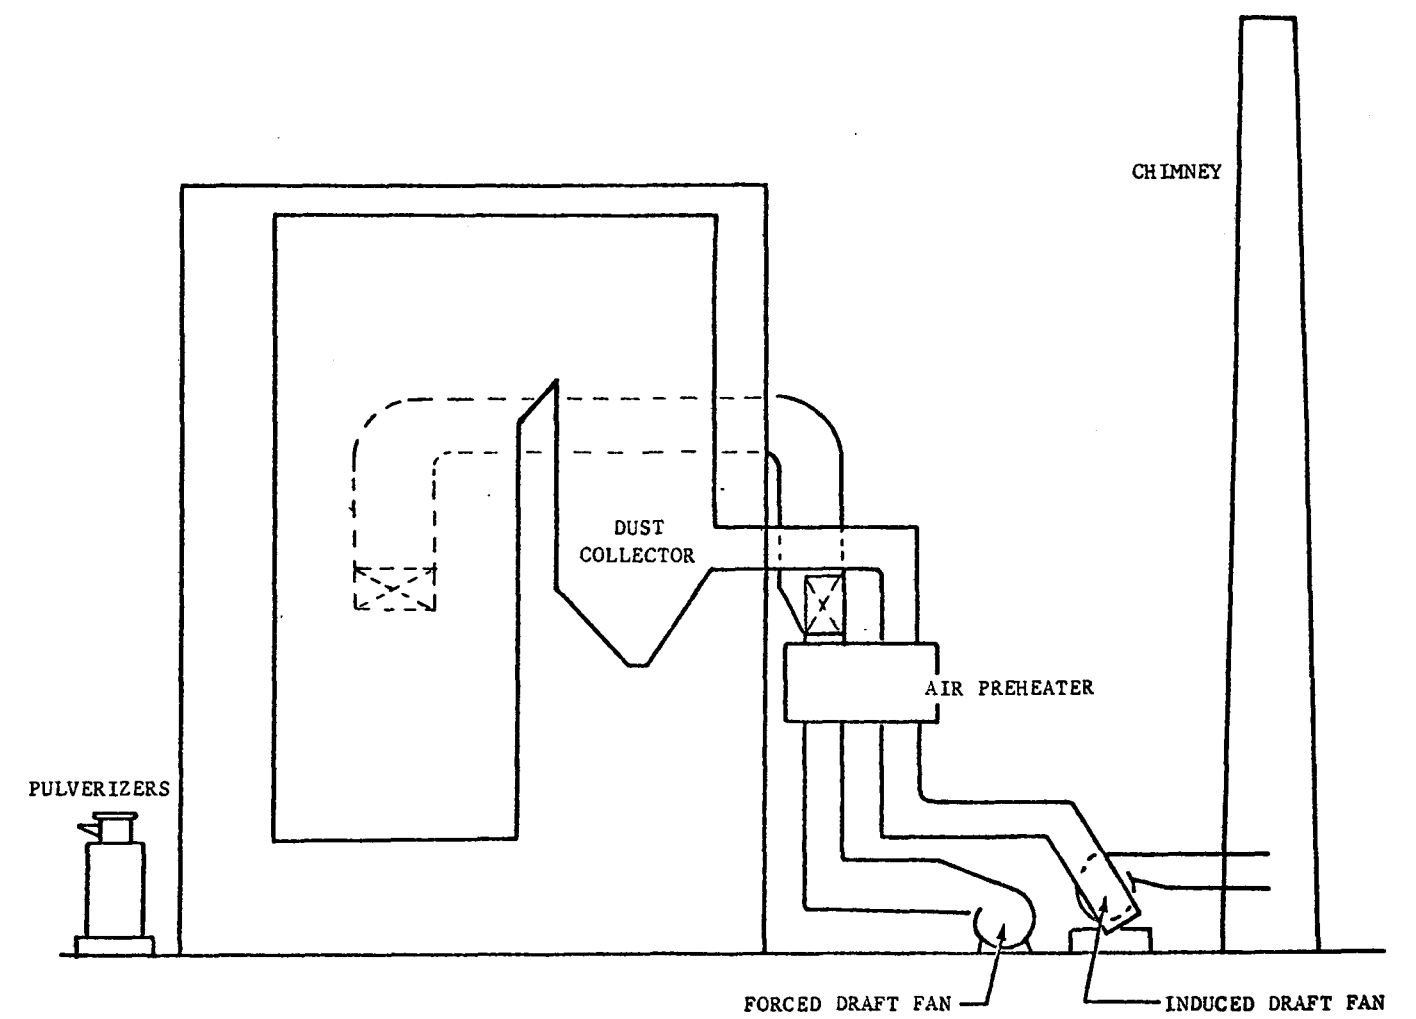 CHIMNEY
DUST
COLLECTOR
AIR PREHEATER
PULVERIZERS
FORCED DRAFT FAN
INDUCED DRAFT FAN